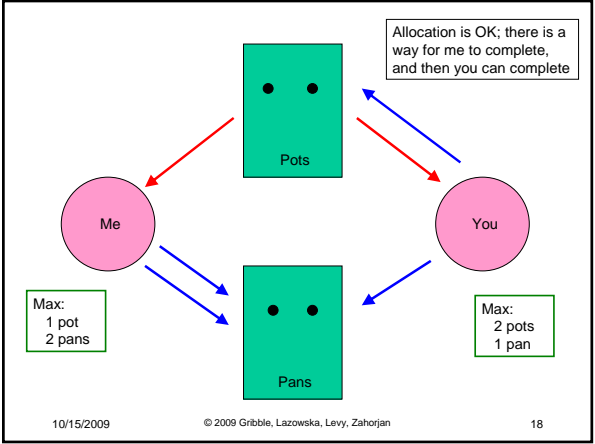 Allocation is OK; there is a
way for me to complete,
and then you can complete
Pots
Me
You
Max:
1 pot
2 pans
Max:
2 pots
1 pan
Pans
10/15/2009
© 2009 Gribble, Lazowska, Levy, Zahorjan
18